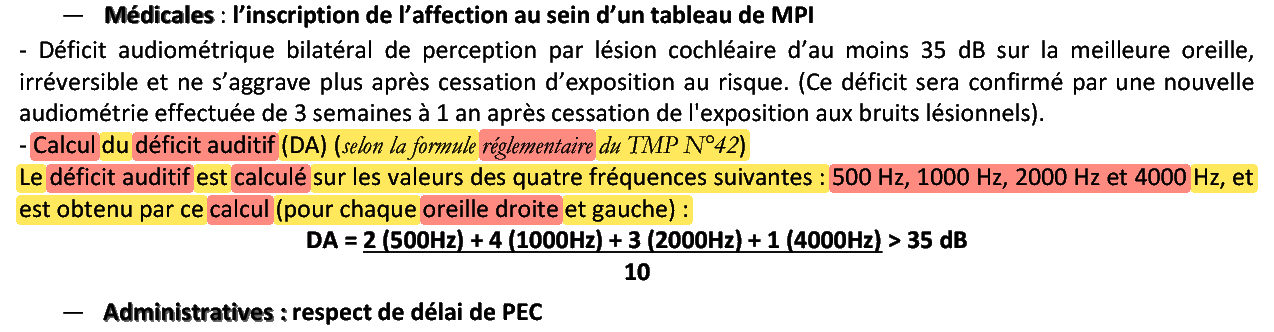 — Médicales : l’inscription de l’affection au sein d’un tableau de MPI
- Déficit audiométrique bilatéral de perception par lésion cochléaire d’au moins 35 dB sur la meilleure oreille,
irréversible et ne s’aggrave plus après cessation d’exposition au risque. (Ce déficit sera confirmé par une nouvelle
audiométrie effectuée de 3 semaines à 1 an après cessation de l'exposition aux bruits lésionnels).
- Calcul du déficit auditif (DA) (selon la formule réglementaire du TMP N°42)
Le déficit auditif est calculé sur les valeurs des quatre fréquences suivantes : 500 Hz, 1000 Hz, 2000 Hz et 4000 Hz, et
est obtenu par ce calcul (pour chaque oreille droite et gauche) :
DA = 2 (500Hz) + 4 (1000Hz) + 3 (2000Hz) + 1 (4000Hz) > 35 dB
10
— Administratives : respect de délai de PEC